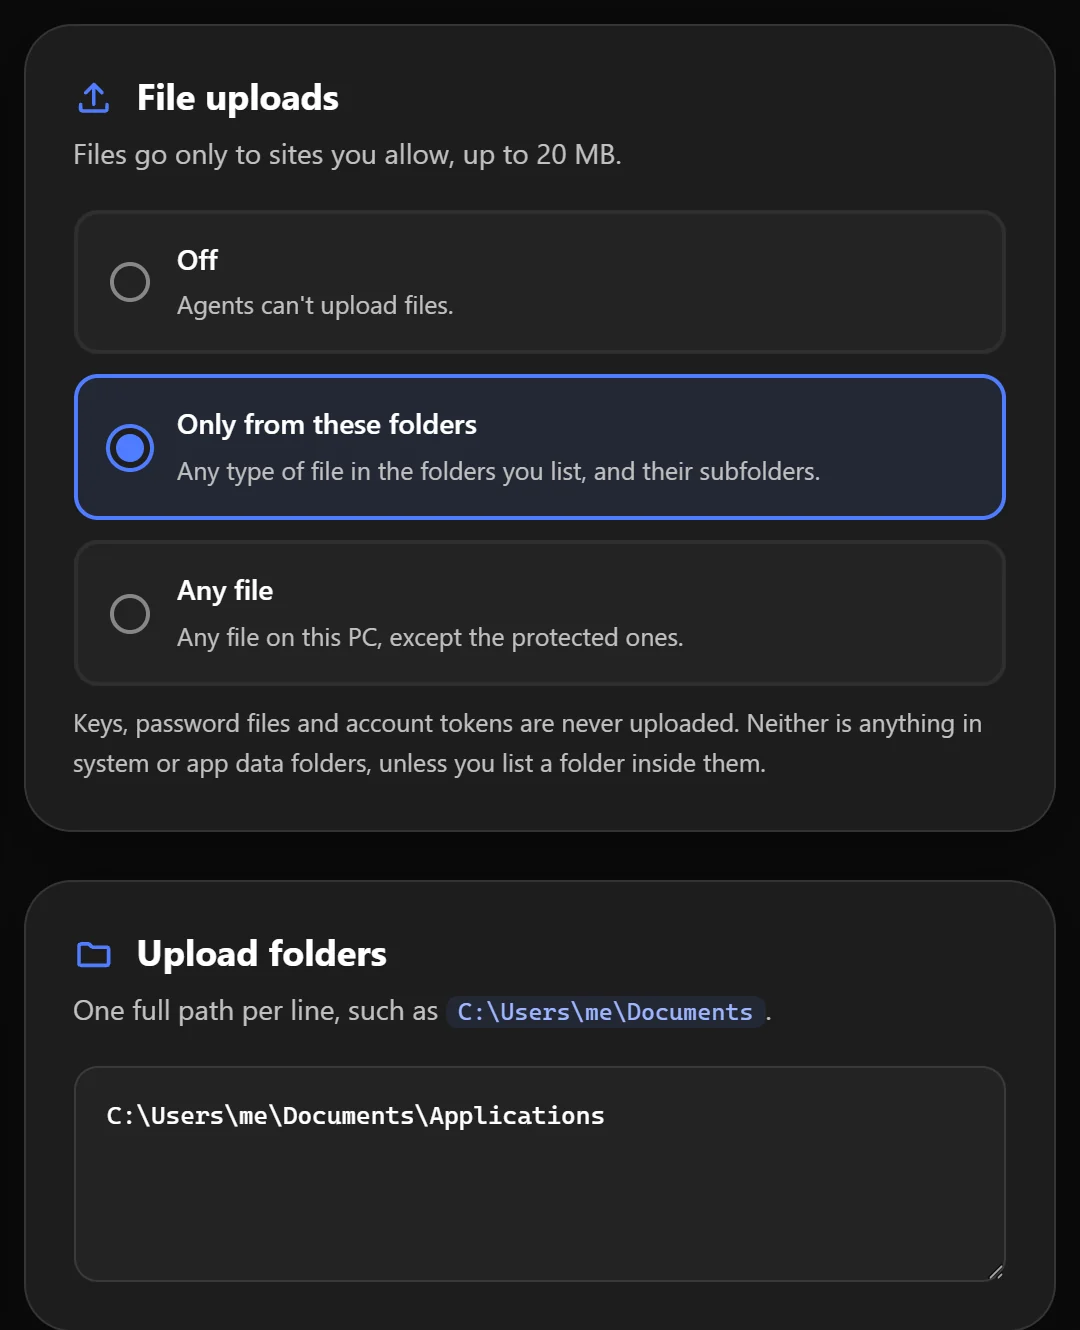 File uploads
Files go only to sites you allow, up to 20 MB.
Off
Agents can't upload files.
Only from these folders
Any type of file in the folders you list, and their subfolders.
Any file
Any file on this PC, except the protected ones.
Keys, password files and account tokens are never uploaded. Neither is anything in
system or app data folders, unless you list a folder inside them.
Upload folders
One full path per line, such as C:\Users\me\Documents.
C:\Users\me\Documents\Applications